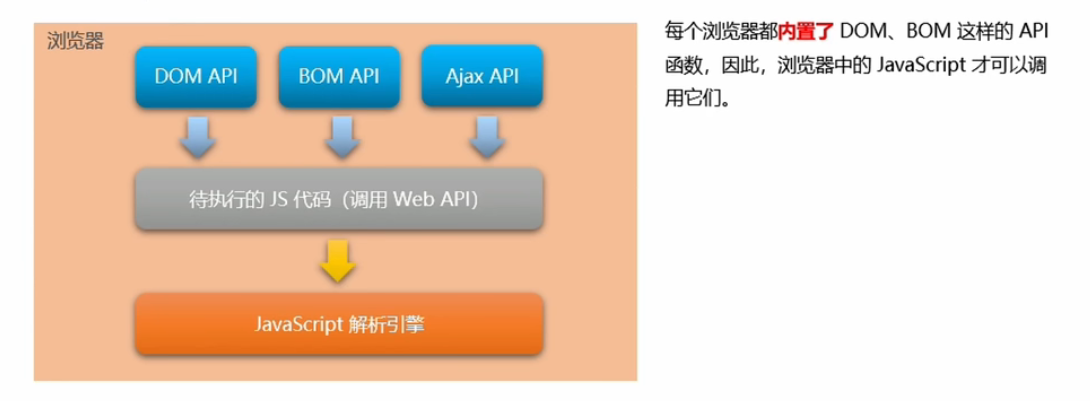 浏览器
DOM API
BOM API
Ajax API
待执行的 JS 代码（调用 Web API）
JavaScript 解析引擎
每个浏览器都内置了 DOM、BOM 这样的 API
函数，因此，浏览器中的 JavaScript 才可以调
用它们。